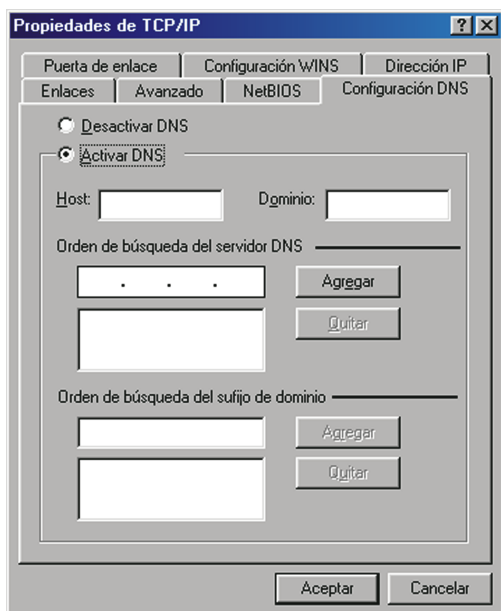 Propiedades de TCP/IP
Puerta de enlace Configuración WINS Dirección IP
Enlaces Avanzado NetBIOS Configuración DNS
Desactivar DNS
Activar DNS
Host: Dominio:
Orden de búsqueda del servidor DNS
. . . Agregar
Quitar
Orden de búsqueda del sufijo de dominio
Agregar
Quitar
Aceptar Cancelar